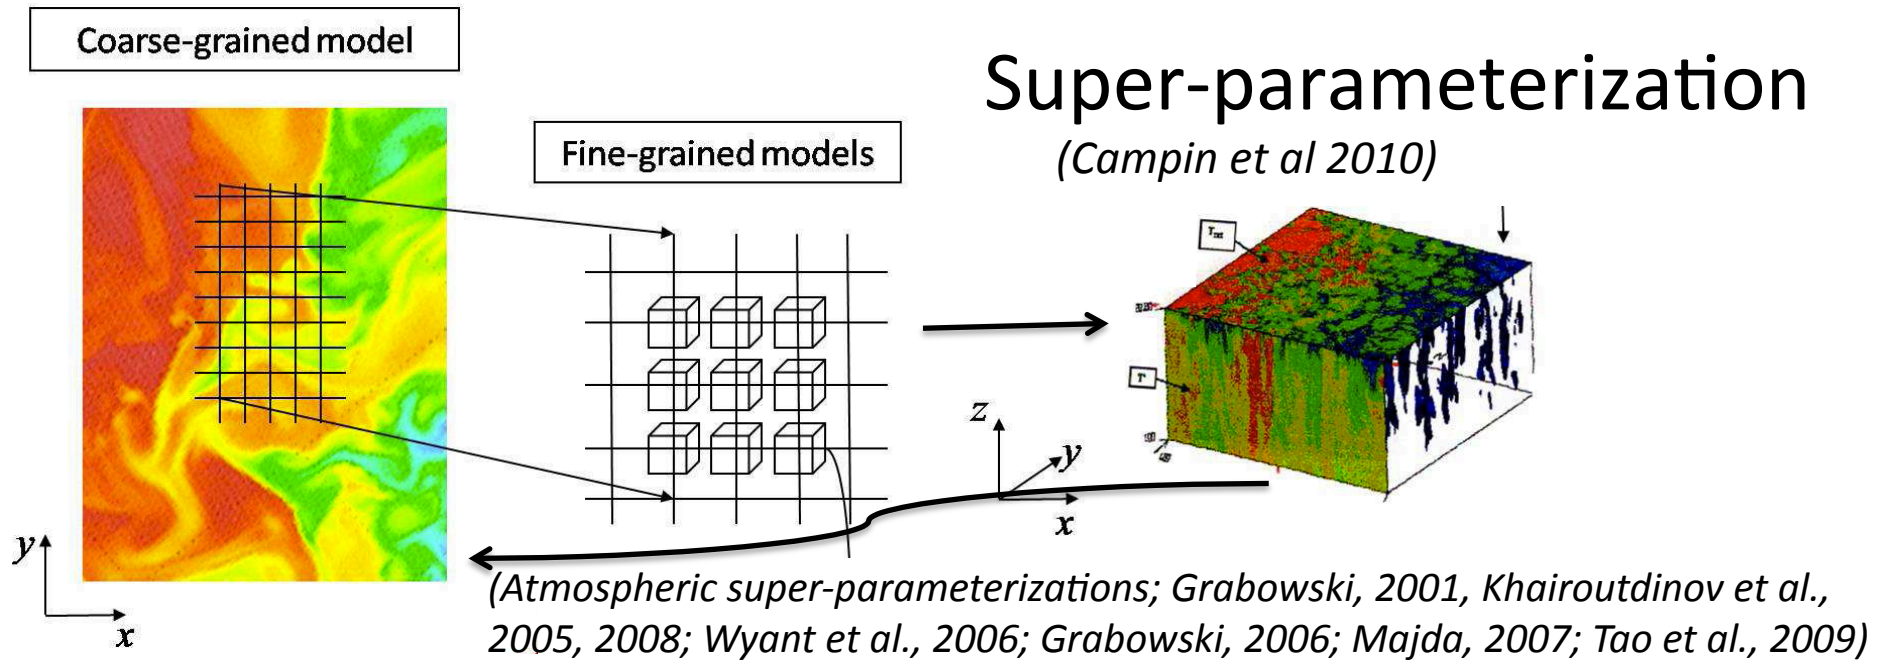 Coarse-grained model
Super-parameterization
(Campin et al 2010)
Fine-grained models
z
y
x
y
x
(Atmospheric super-parameterizations; Grabowski, 2001, Khairoutdinov et al.,
2005, 2008; Wyant et al., 2006; Grabowski, 2006; Majda, 2007; Tao et al., 2009)